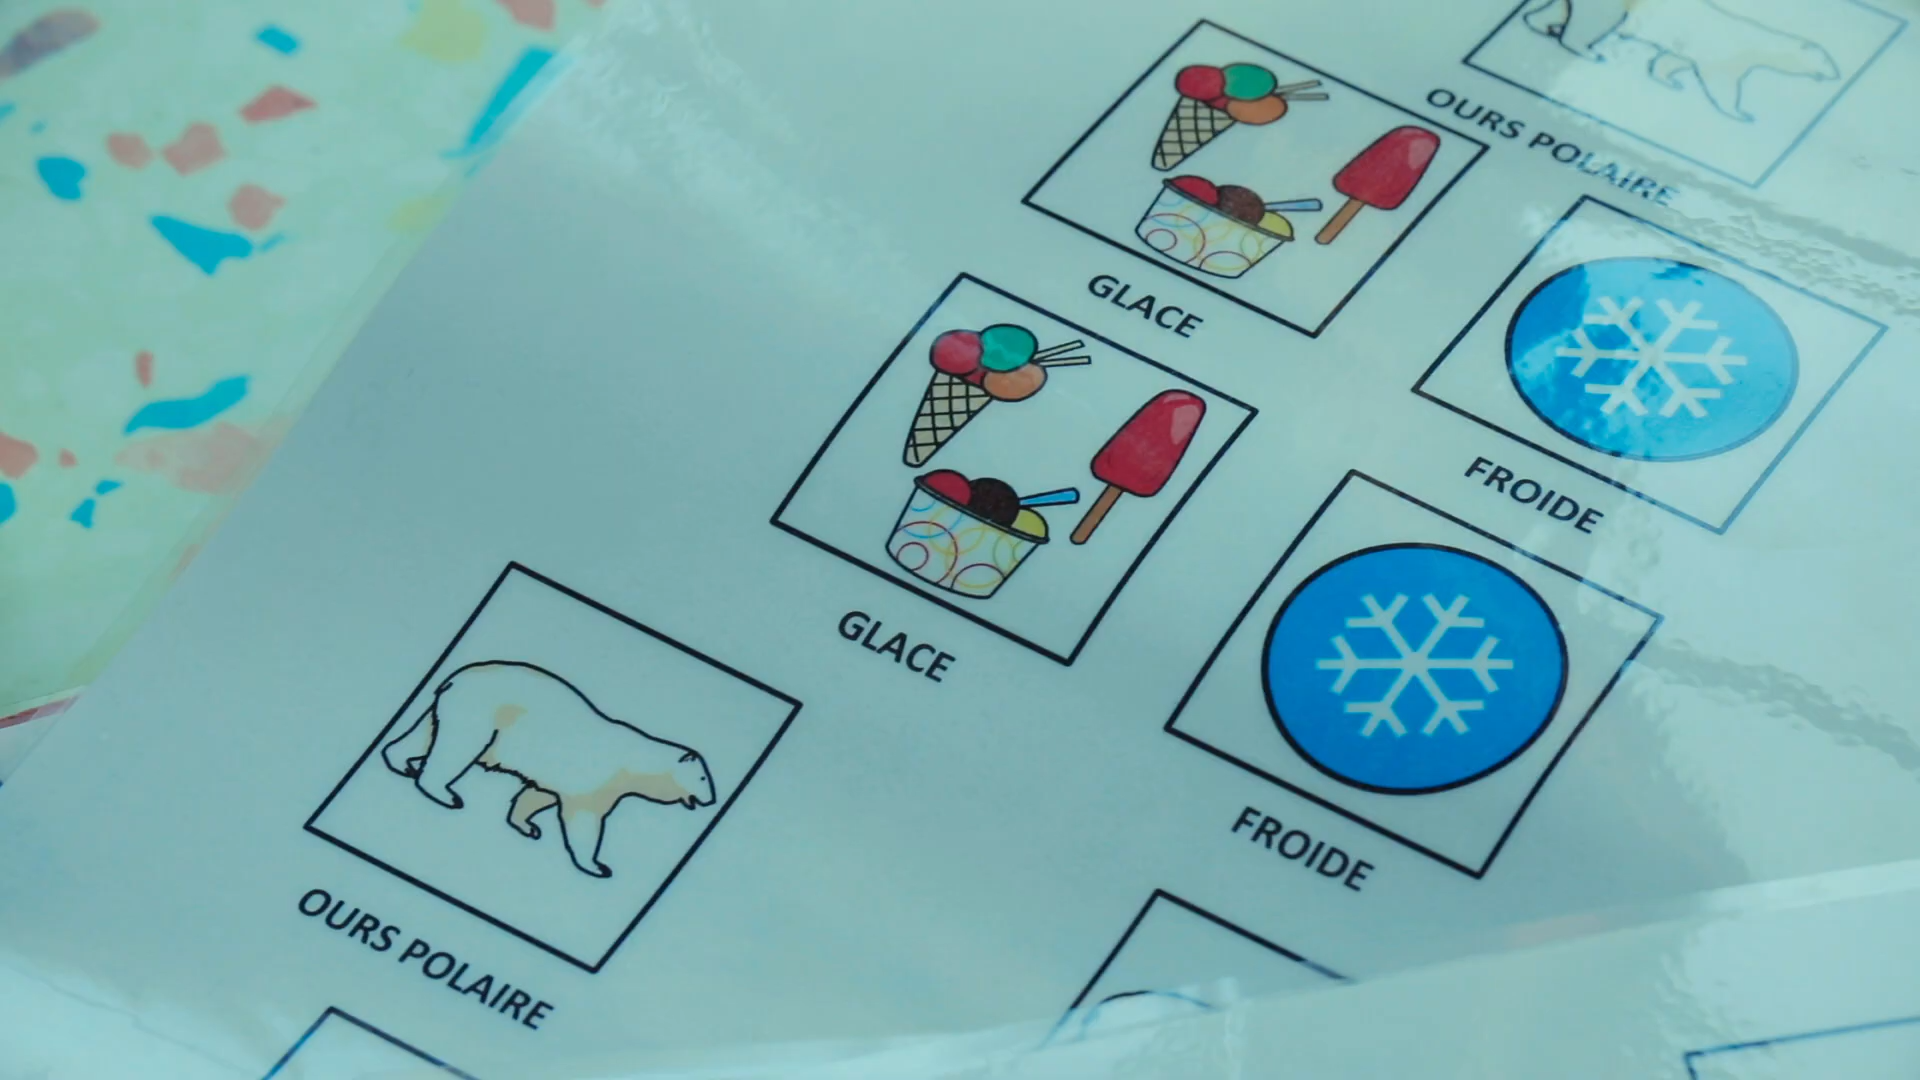 OURS POLAIRE
GLACE
FROIDE
GLACE
FROIDE
OURS POLAIRE